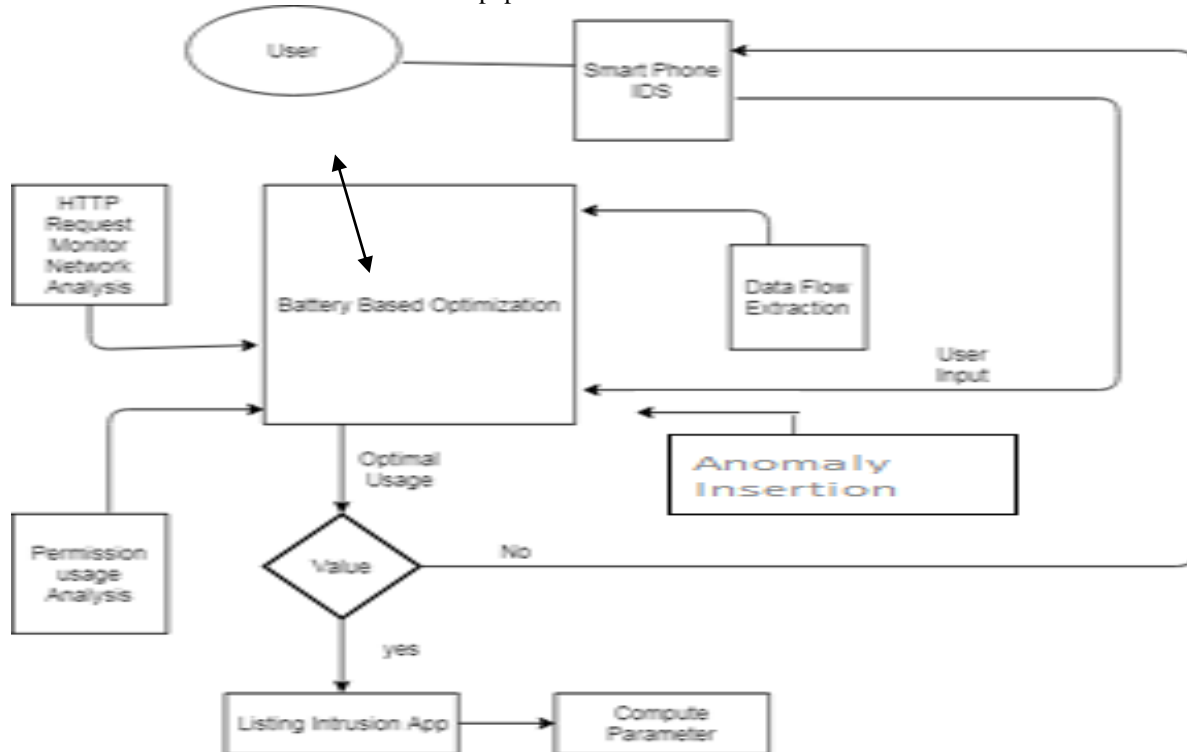 User
Smart Phone
IDS
HTTP
Request
Monitor
Network
Analysis
Battery Based Optimization
Data Flow
Extraction
User
Input
Anomaly
Insertion
Optimal
Usage
Permission
usage
Analysis
Value
No
yes
Listing Intrusion App
Compute
Parameter